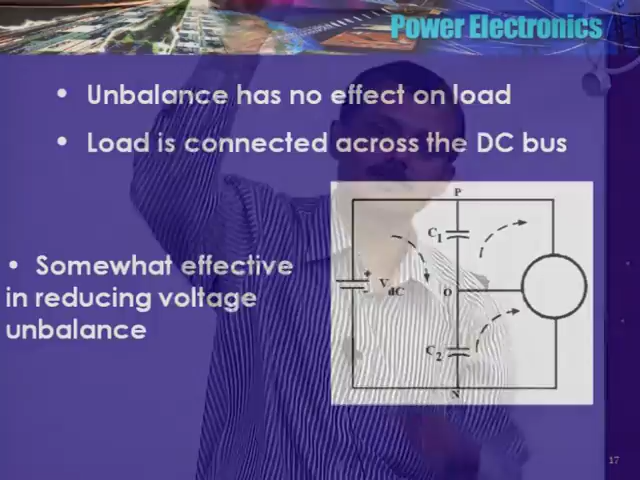 Power Electronics
• Unbalance has no effect on load
• Load is connected across the DC bus
• Somewhat effective
in reducing voltage
unbalance
P
C1
+
V dC
O
C2
N
17